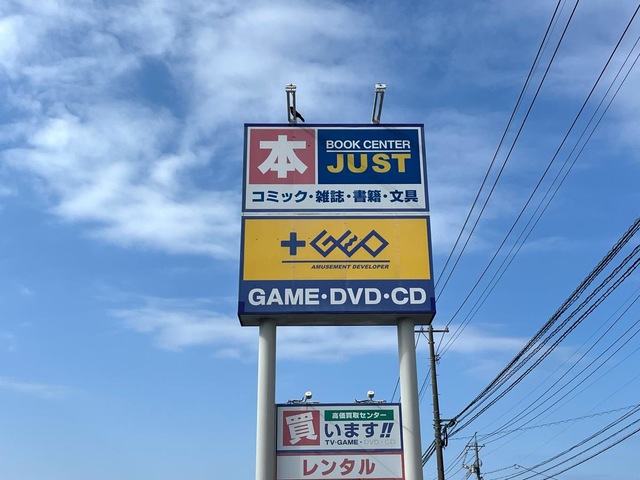 本
BOOK CENTER
JUST
コミック・雑誌・書籍・文具
+GEO
AMUSEMENT DEVELOPER
GAME・DVD・CD
高価買取センター
買います!!
TV・GAME・DVD・CD
レンタル